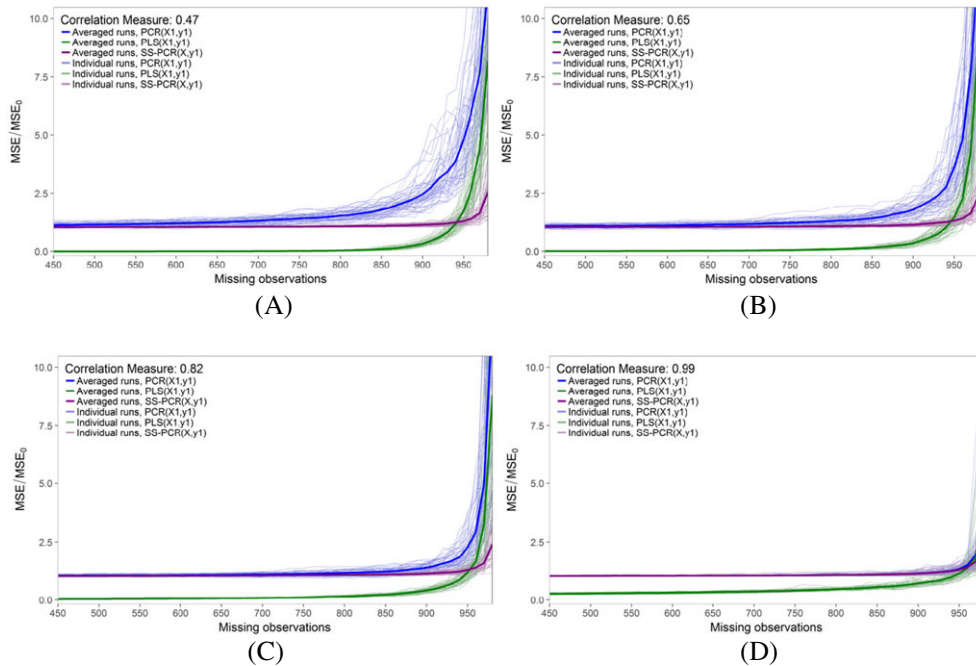 Correlation Measure: 0.47
Averaged runs, PCR(X1,y1)
Averaged runs, PLS(X1,y1)
Averaged runs, SS-PCR(X,y1)
Individual runs, PCR(X1,y1)
Individual runs, PLS(X1,y1)
Individual runs, SS-PCR(X,y1)
10.0
7.5
5.0
2.5
0.0
MSE/MSE₀
450 500 550 600 650 700 750 800 850 900 950
Missing observations
(A)
Correlation Measure: 0.65
Averaged runs, PCR(X1,y1)
Averaged runs, PLS(X1,y1)
Averaged runs, SS-PCR(X,y1)
Individual runs, PCR(X1,y1)
Individual runs, PLS(X1,y1)
Individual runs, SS-PCR(X,y1)
10.0
7.5
5.0
2.5
0.0
MSE/MSE₀
450 500 550 600 650 700 750 800 850 900 950
Missing observations
(B)
Correlation Measure: 0.82
Averaged runs, PCR(X1,y1)
Averaged runs, PLS(X1,y1)
Averaged runs, SS-PCR(X,y1)
Individual runs, PCR(X1,y1)
Individual runs, PLS(X1,y1)
Individual runs, SS-PCR(X,y1)
10.0
7.5
5.0
2.5
0.0
MSE/MSE₀
450 500 550 600 650 700 750 800 850 900 950
Missing observations
(C)
Correlation Measure: 0.99
Averaged runs, PCR(X1,y1)
Averaged runs, PLS(X1,y1)
Averaged runs, SS-PCR(X,y1)
Individual runs, PCR(X1,y1)
Individual runs, PLS(X1,y1)
Individual runs, SS-PCR(X,y1)
10.0
7.5
5.0
2.5
0.0
MSE/MSE₀
450 500 550 600 650 700 750 800 850 900 950
Missing observations
(D)